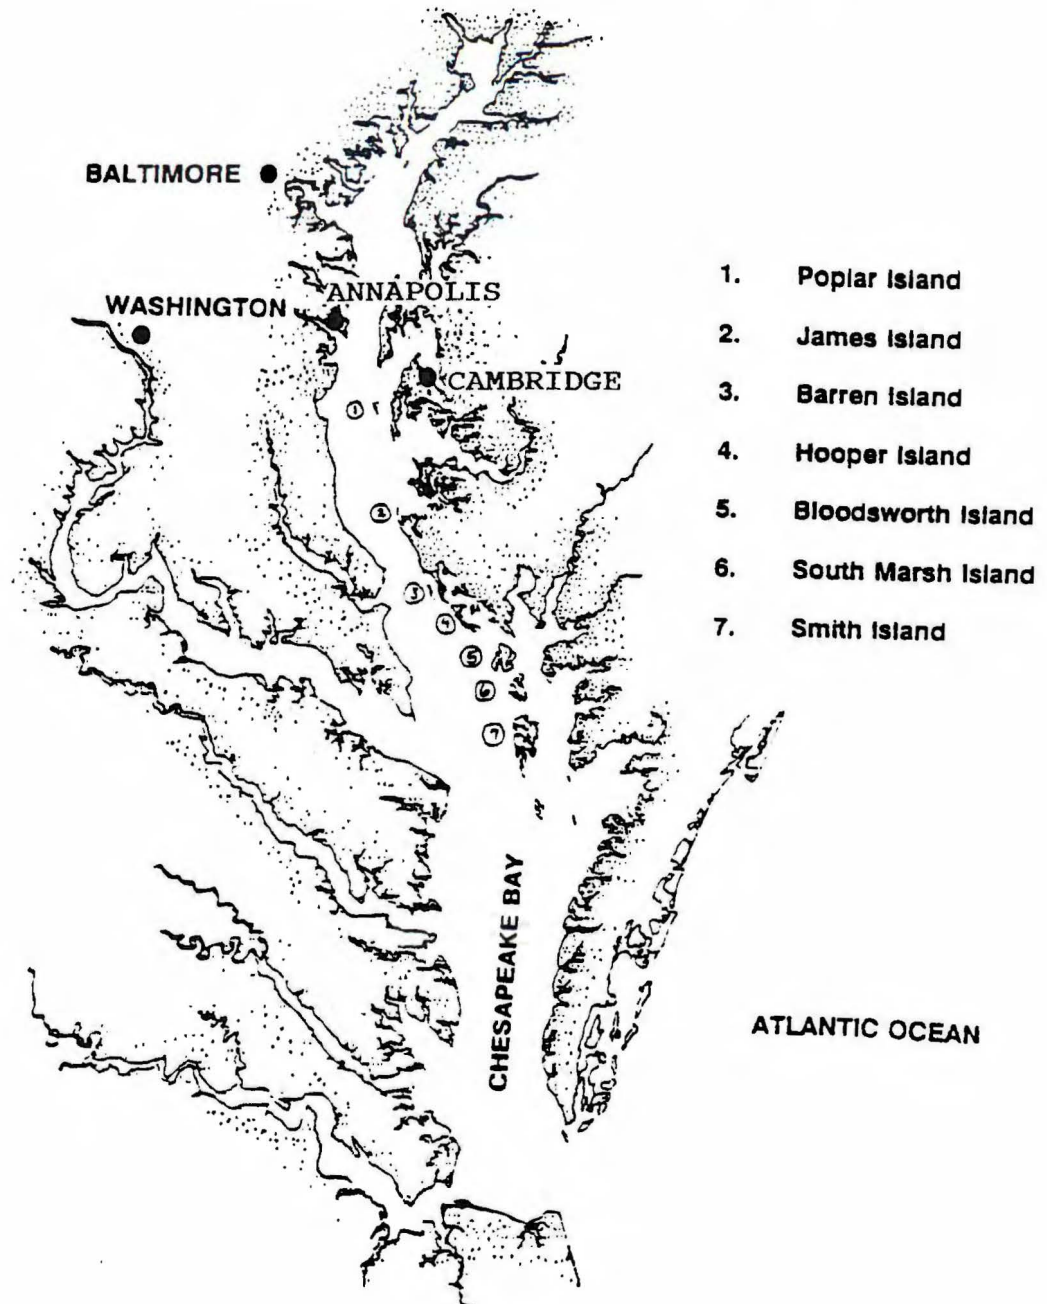 BALTIMORE
WASHINGTON
ANNAPOLIS
CAMBRIDGE
1. Poplar Island
2. James Island
3. Barren Island
4. Hooper Island
5. Bloodsworth Island
6. South Marsh Island
7. Smith Island
1
2
3
4
5
6
7
CHESAPEAKE BAY
ATLANTIC OCEAN